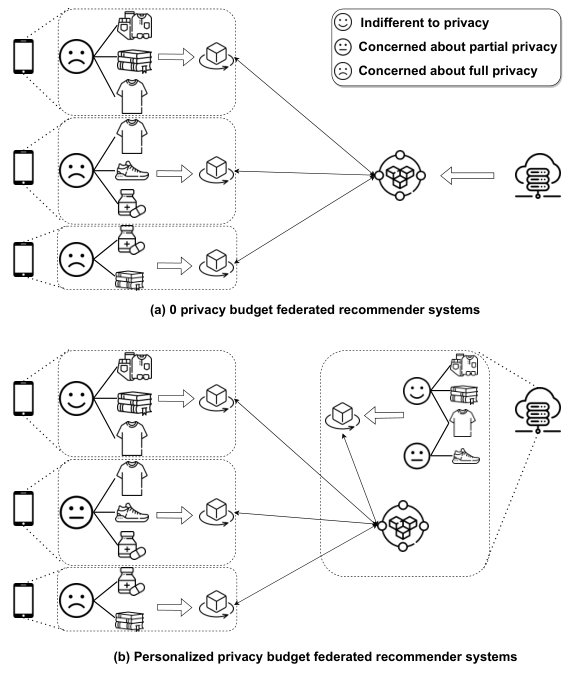 Indifferent to privacy
Concerned about partial privacy
Concerned about full privacy
(a) 0 privacy budget federated recommender systems
(b) Personalized privacy budget federated recommender systems